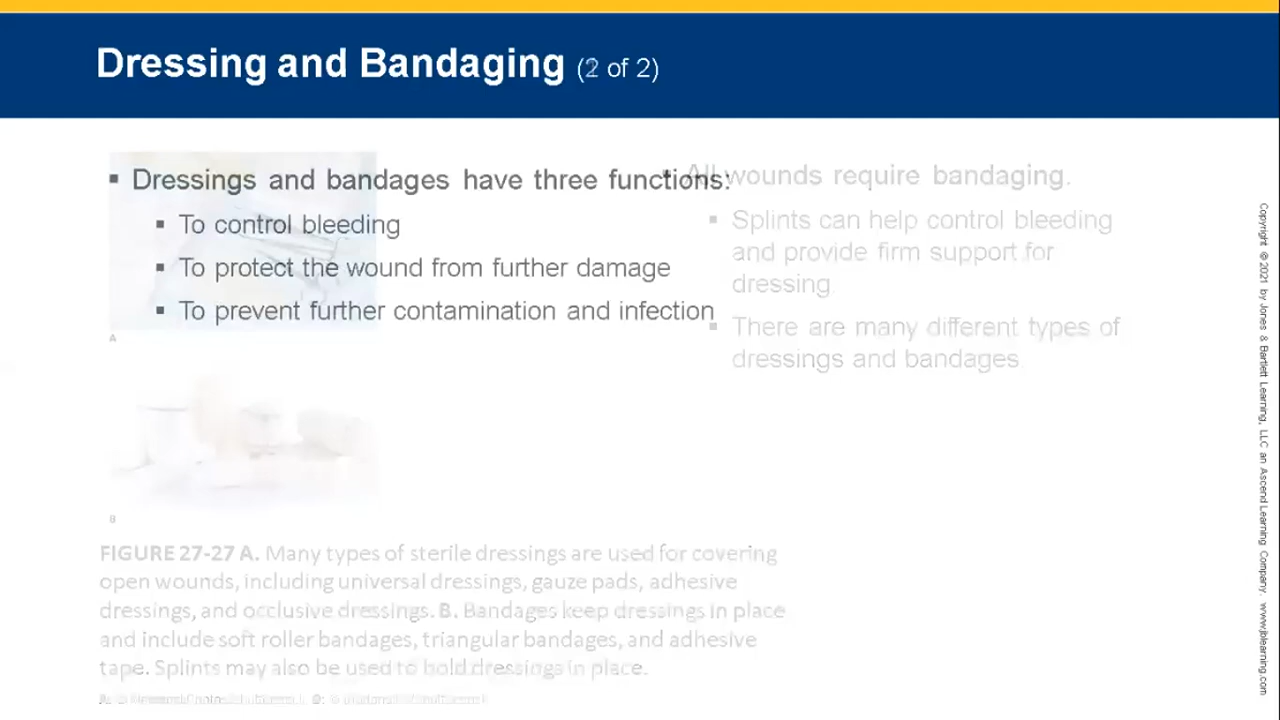 Dressing and Bandaging (2 of 2)
▪ Dressings and bandages have three functions:
▪ To control bleeding
▪ To protect the wound from further damage
▪ To prevent further contamination and infection
▪ All wounds require bandaging.
▪ Splints can help control bleeding
and provide firm support for
dressing
▪ There are many different types of
dressings and bandages
A
B
FIGURE 27-27 A. Many types of sterile dressings are used for covering
open wounds, including universal dressings, gauze pads, adhesive
dressings, and occlusive dressings. B. Bandages keep dressings in place
and include soft roller bandages, triangular bandages, and adhesive
tape. Splints may also be used to hold dressings in place.
Copyright © 2021 by Jones & Bartlett Learning, LLC an Ascend Learning Company. www.jblearning.com